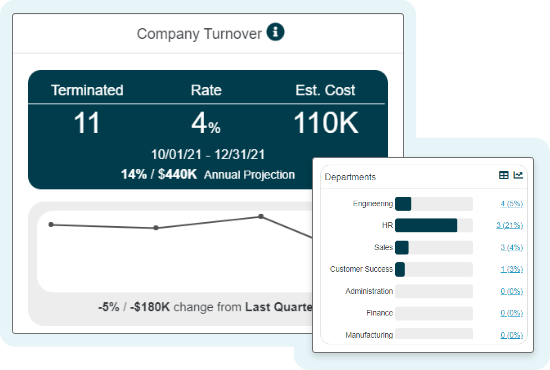 Company Turnover
Terminated Rate Est. Cost
11 4% 110K
10/01/21 - 12/31/21
14% / $440K Annual Projection
-5% / -$180K change from Last Quarte
Departments
Engineering 4 (5%)
HR 3 (21%)
Sales 3 (4%)
Customer Success 1 (3%)
Administration 0 (0%)
Finance 0 (0%)
Manufacturing 0 (0%)